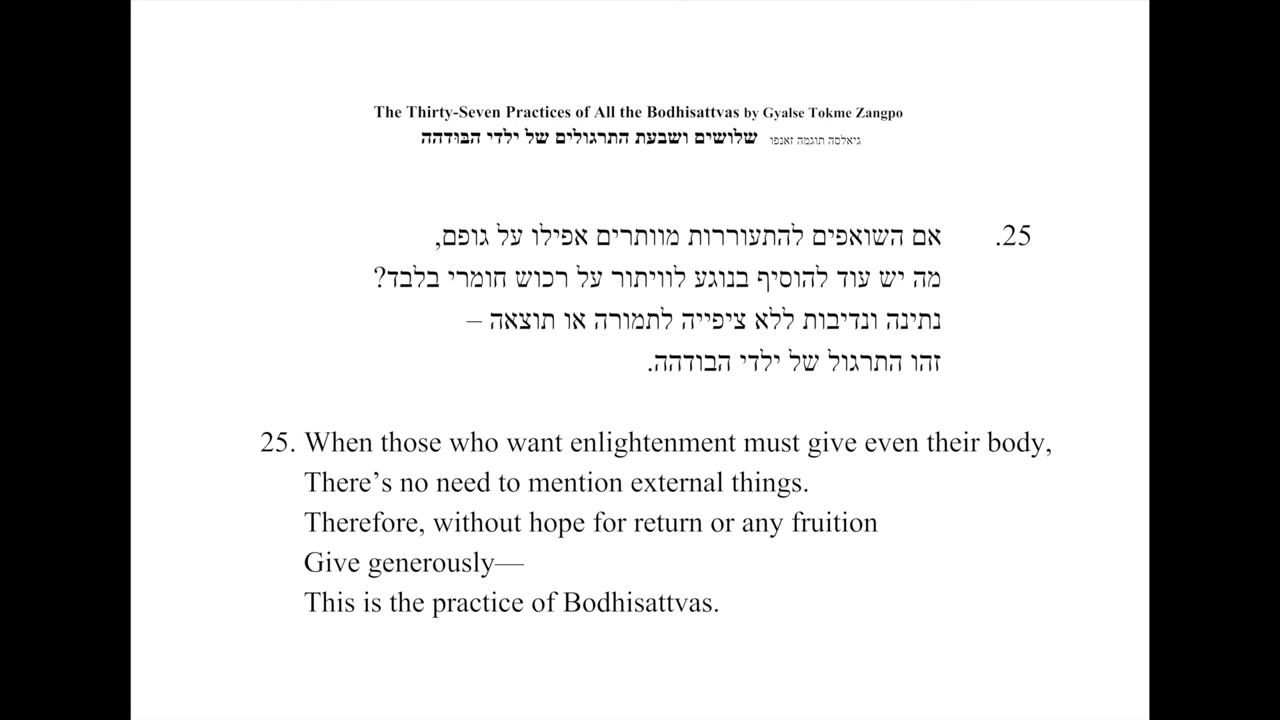 The Thirty-Seven Practices of All the Bodhisattvas by Gyalse Tokme Zangpo
שלושים ושבעת התרגולים של ילדי הבּוּדהה גיאלסה תוגמה זאנפו
25. אם השואפים להתעוררות מוותרים אפילו על גופם,
מה יש עוד להוסיף בנוגע לוויתור על רכוש חומרי בלבד?
נתינה ונדיבות ללא ציפייה לתמורה או תוצאה –
זהו התרגול של ילדי הבודהה.
25. When those who want enlightenment must give even their body,
There’s no need to mention external things.
Therefore, without hope for return or any fruition
Give generously—
This is the practice of Bodhisattvas.